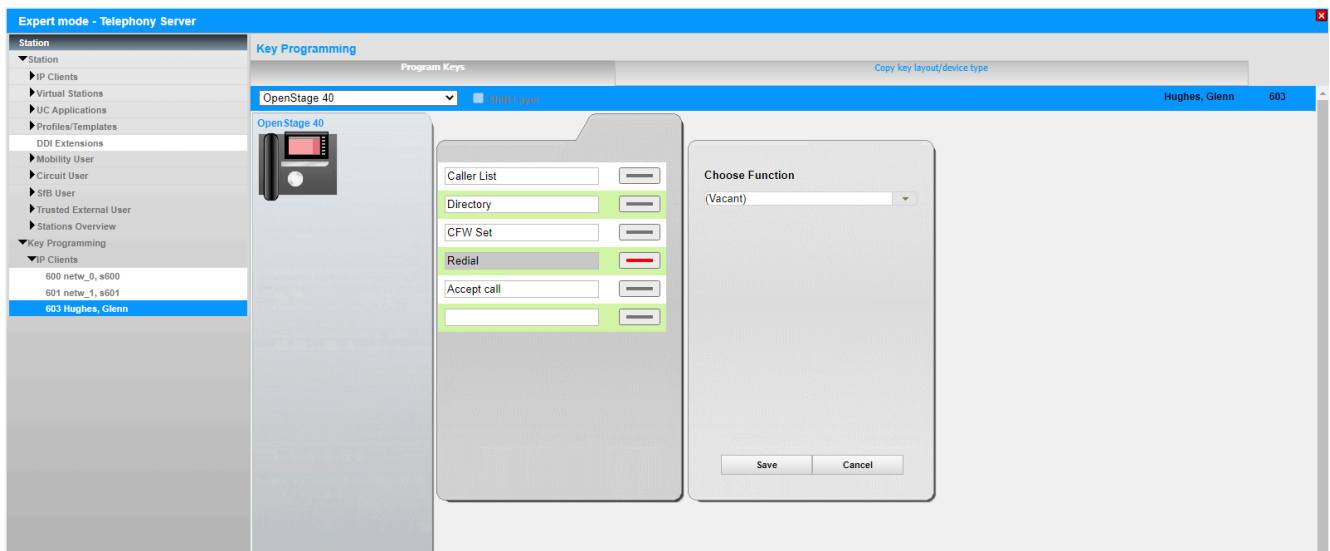 Expert mode - Telephony Server
Station
Station
IP Clients
Virtual Stations
UC Applications
Profiles/Templates
DDI Extensions
Mobility User
Circuit User
SfB User
Trusted External User
Stations Overview
Key Programming
IP Clients
600 netw_0, s600
601 netw_1, s601
603 Hughes, Glenn
Key Programming
Program Keys
Copy key layout/device type
OpenStage 40
Shift Layer
Hughes, Glenn 603
OpenStage 40
Caller List
Directory
CFW Set
Redial
Accept call
Choose Function
(Vacant)
Save
Cancel